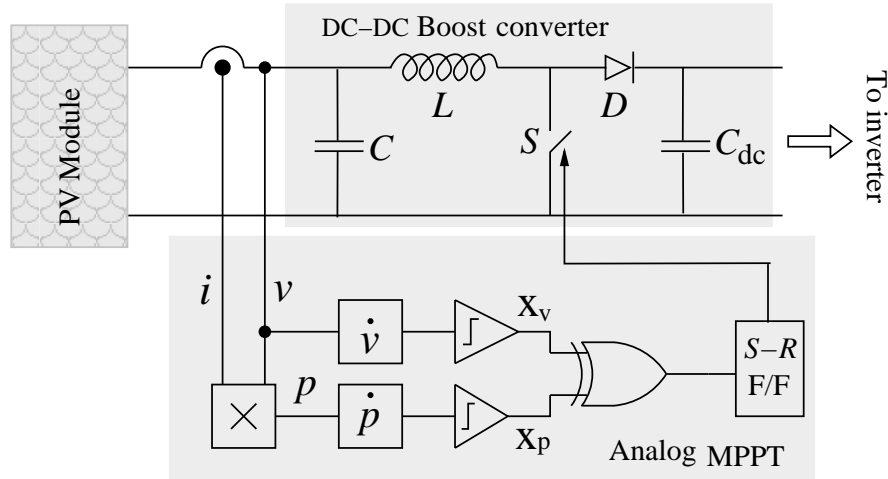 DC–DC Boost converter
PV Module
L
D
C
S
C_dc
To inverter
i
v
v̇
X_v
p
ṗ
X_p
×
S–R
F/F
Analog MPPT